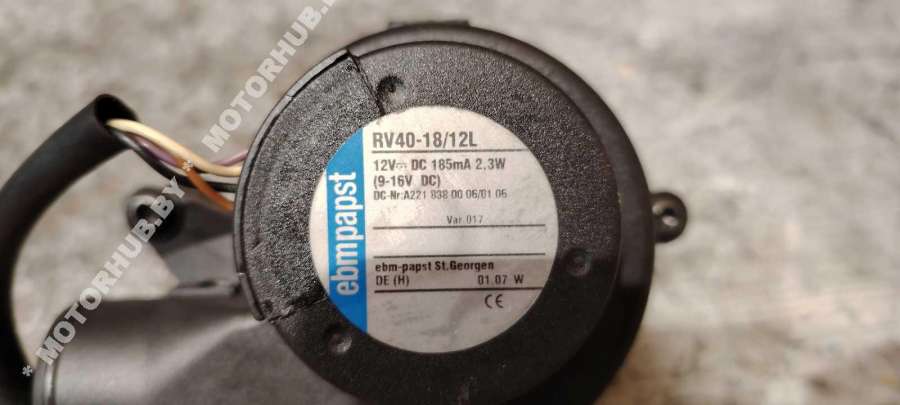 MOTORHUB.BY * MOTORHUB.BY
ebmpapst
RV40-18/12L
12V⎓ DC 185mA 2.3W
(9-16V DC)
DC-Nr:A221 838 00 06/01 06
Var 017
ebm-papst St.Georgen
DE (H) 01.07 W
CE